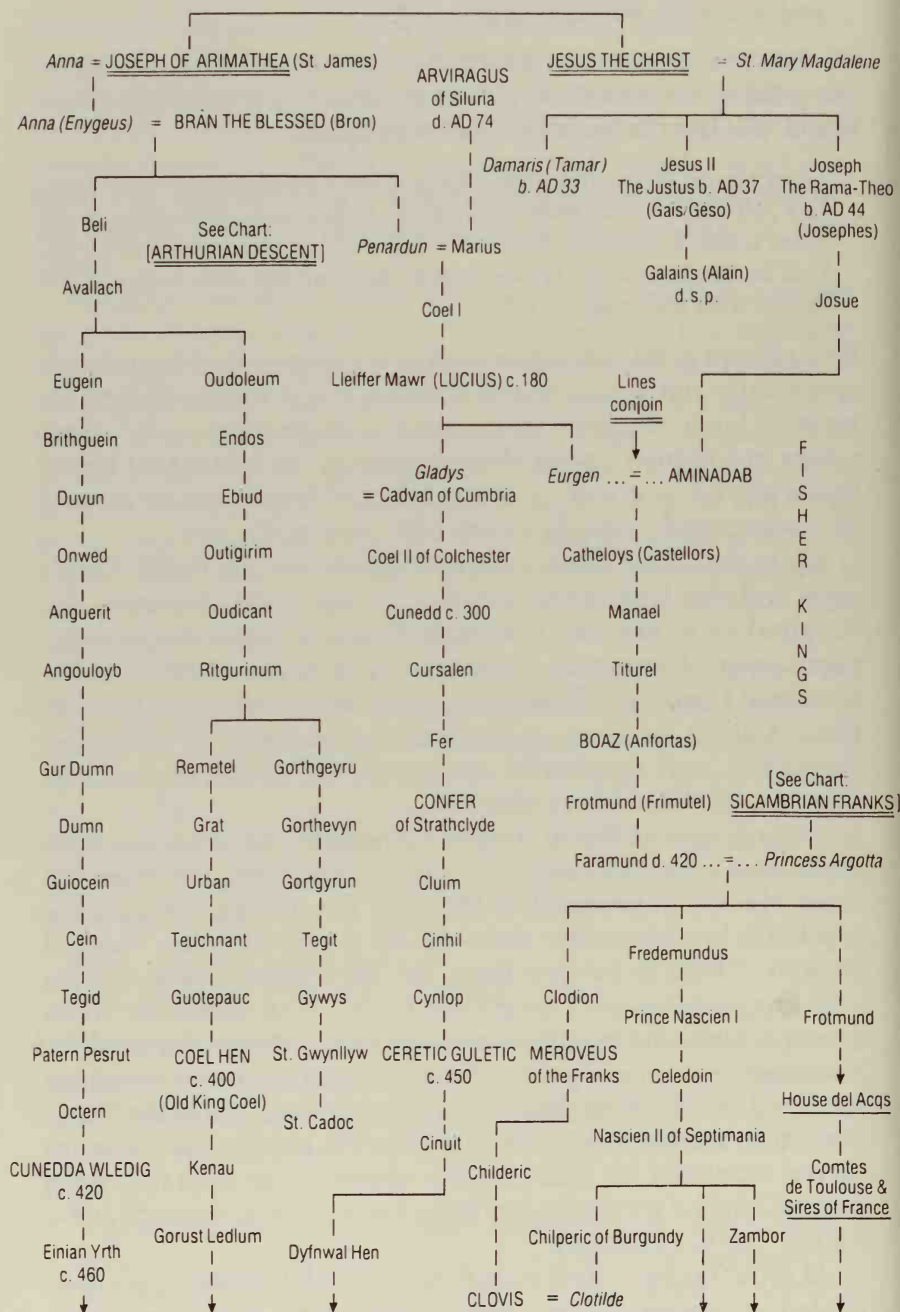 Anna = JOSEPH OF ARIMATHEA (St. James)
JESUS THE CHRIST = St. Mary Magdalene
ARVIRAGUS
of Siluria
d. AD 74
Anna (Enygeus) = BRÂN THE BLESSED (Bron)
Damaris (Tamar)
b. AD 33
Jesus II
The Justus b. AD 37
(Gais/Géso)
Joseph
The Rama-Theo
b. AD 44
(Josephes)
Beli
See Chart:
[ARTHURIAN DESCENT]
Penardun = Marius
Galains (Alain)
d.s.p.
Avallach
Coel I
Josue
Eugein
Oudoleum
Lleiffer Mawr (LUCIUS) c. 180
Lines
conjoin
Brithguein
Endos
Gladys
= Cadvan of Cumbria
Eurgen ... = ... AMINADAB
FISHER KINGS
Duvun
Ebiud
Onwed
Outigirim
Coel II of Colchester
Catheloys (Castellors)
Anguerit
Oudicant
Cunedd c. 300
Manael
Angouloyb
Ritgurinum
Cursalen
Titurel
Gur Dumn
Remetel
Gorthgeyru
Fer
BOAZ (Anfortas)
[See Chart:
SICAMBRIAN FRANKS]
Dumn
Grat
Gorthevyn
CONFER
of Strathclyde
Frotmund (Frimutel)
Faramund d. 420 ... = ... Princess Argotta
Guiocein
Urban
Gortgyrun
Cluim
Cein
Teuchnant
Tegit
Cinhil
Fredemundus
Tegid
Guotepauc
Gywys
Cynlop
Clodion
Prince Nascien I
Frotmund
Patern Pesrut
COEL HEN
c. 400
(Old King Coel)
St. Gwynllyw
CERETIC GULETIC
c. 450
MEROVEUS
of the Franks
Celedoin
House del Acqs
Octern
St. Cadoc
Cinuit
Nascien II of Septimania
CUNEDDA WLEDIG
c. 420
Kenau
Childeric
Comtes
de Toulouse &
Sires of France
Einian Yrth
c. 460
Gorust Ledlum
Dyfnwal Hen
Chilperic of Burgundy
Zambor
CLOVIS = Clotilde